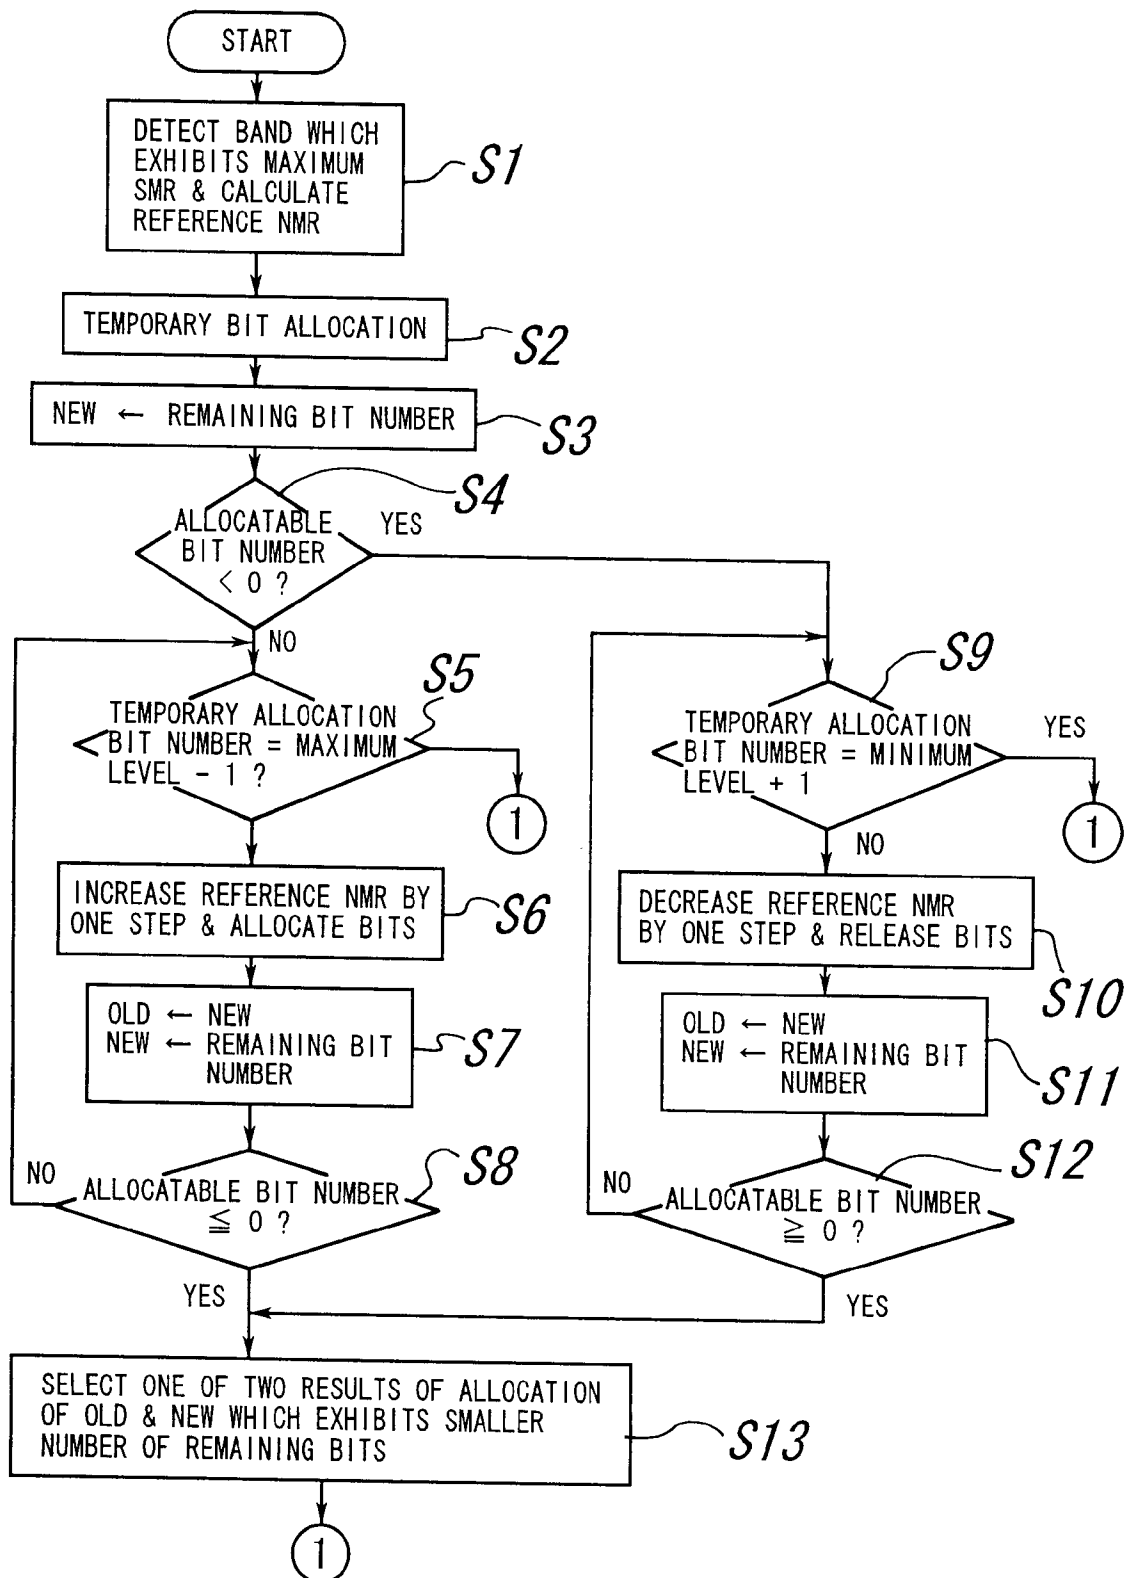 START
DETECT BAND WHICH
EXHIBITS MAXIMUM
SMR & CALCULATE
REFERENCE NMR
S1
TEMPORARY BIT ALLOCATION
S2
NEW ← REMAINING BIT NUMBER
S3
S4
ALLOCATABLE
BIT NUMBER
< 0 ?
YES
NO
S5
TEMPORARY ALLOCATION
BIT NUMBER = MAXIMUM
LEVEL - 1 ?
1
INCREASE REFERENCE NMR BY
ONE STEP & ALLOCATE BITS
S6
OLD ← NEW
NEW ← REMAINING BIT
NUMBER
S7
S8
NO
ALLOCATABLE BIT NUMBER
≦ 0 ?
YES
S9
TEMPORARY ALLOCATION
BIT NUMBER = MINIMUM
LEVEL + 1
YES
1
NO
DECREASE REFERENCE NMR
BY ONE STEP & RELEASE BITS
S10
OLD ← NEW
NEW ← REMAINING BIT
NUMBER
S11
S12
NO
ALLOCATABLE BIT NUMBER
≧ 0 ?
YES
SELECT ONE OF TWO RESULTS OF ALLOCATION
OF OLD & NEW WHICH EXHIBITS SMALLER
NUMBER OF REMAINING BITS
S13
1